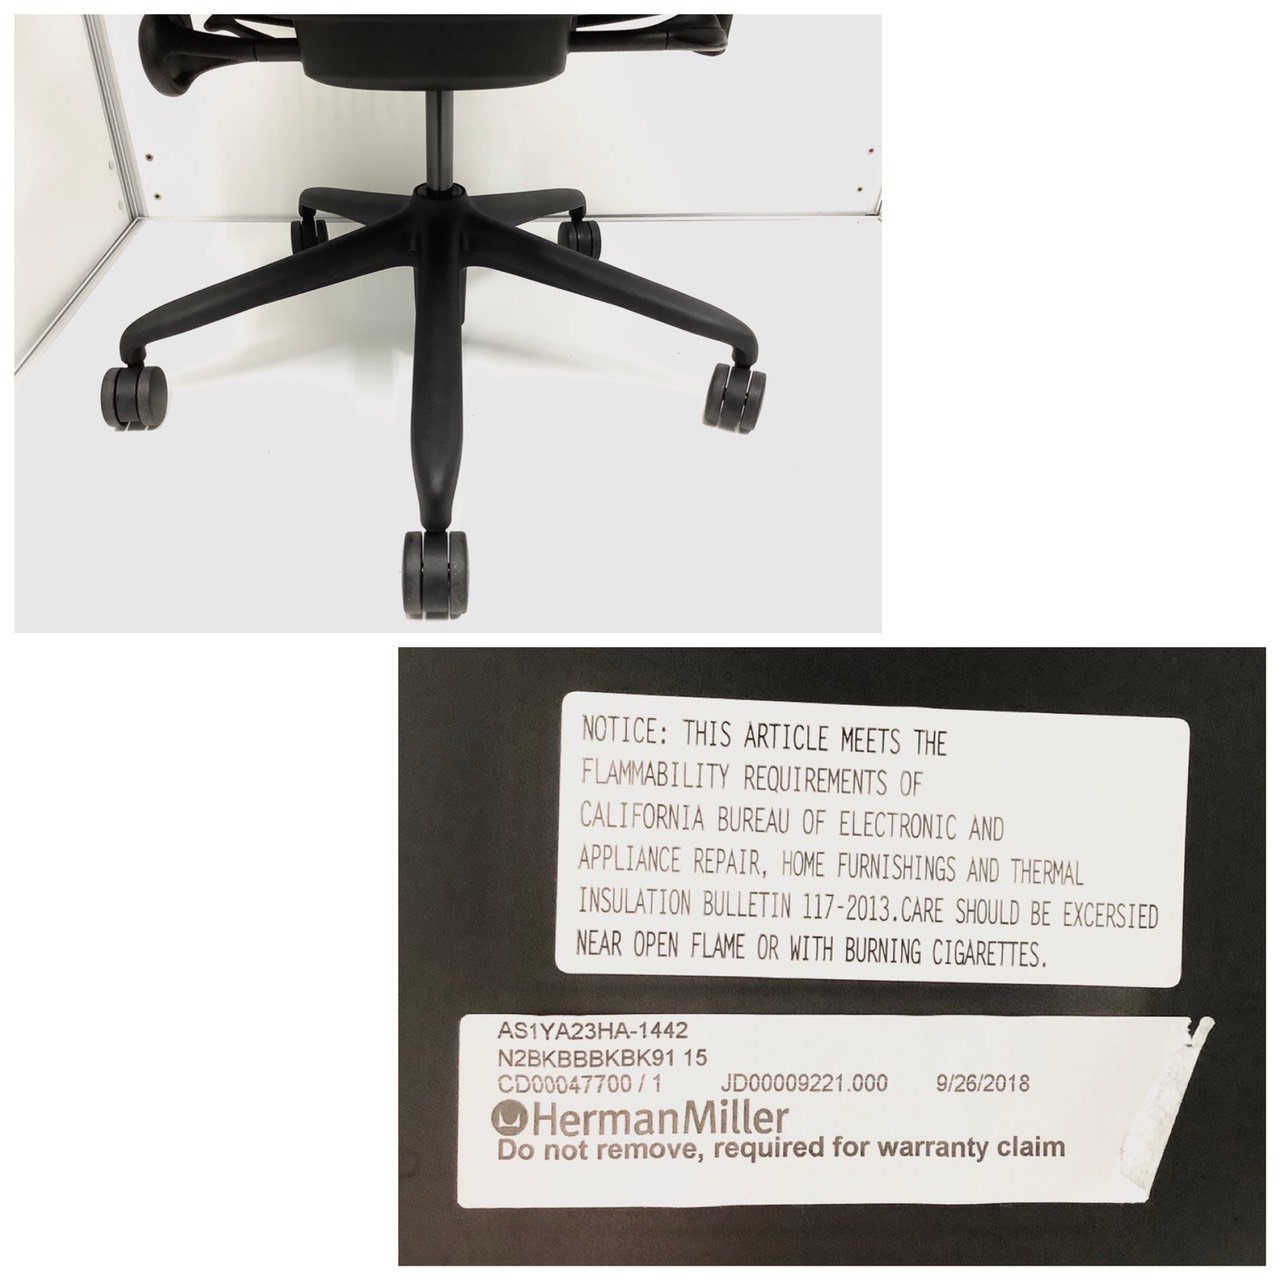 NOTICE: THIS ARTICLE MEETS THE
FLAMMABILITY REQUIREMENTS OF
CALIFORNIA BUREAU OF ELECTRONIC AND
APPLIANCE REPAIR, HOME FURNISHINGS AND THERMAL
INSULATION BULLETIN 117-2013.CARE SHOULD BE EXCERSIED
NEAR OPEN FLAME OR WITH BURNING CIGARETTES.
AS1YA23HA-1442
N2BKBBBKBK91 15
CD00047700 / 1 JD00009221.000 9/26/2018
HermanMiller
Do not remove, required for warranty claim